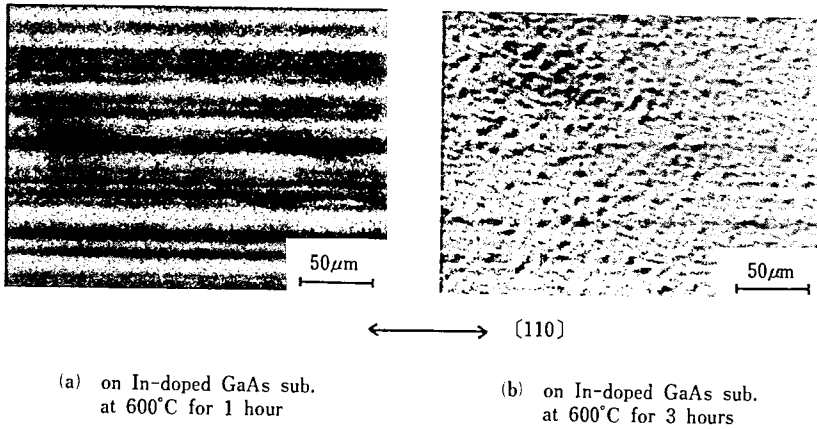 50μm
50μm
〔110〕
(a) on In-doped GaAs sub.
at 600°C for 1 hour
(b) on In-doped GaAs sub.
at 600°C for 3 hours